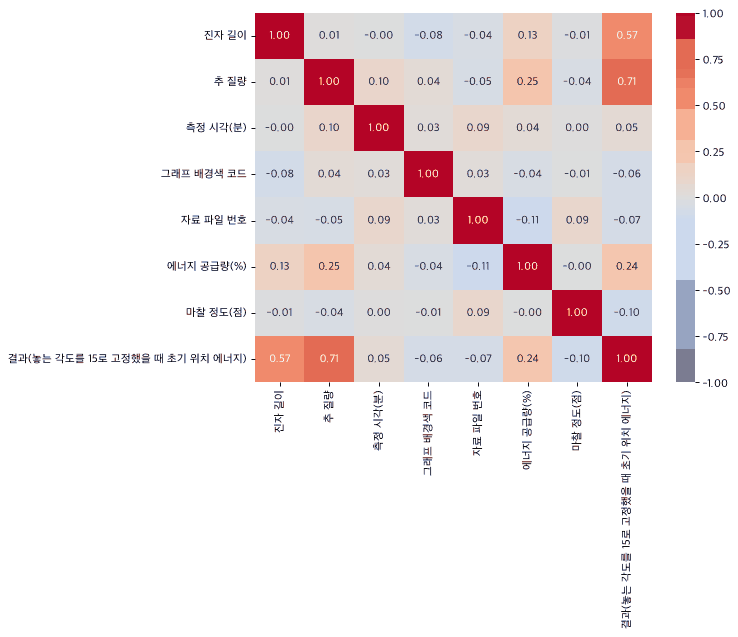 진자 길이 1.00 0.01 -0.00 -0.08 -0.04 0.13 -0.01 0.57
추 질량 0.01 1.00 0.10 0.04 -0.05 0.25 -0.04 0.71
측정 시각(분) -0.00 0.10 1.00 0.03 0.09 0.04 0.00 0.05
그래프 배경색 코드 -0.08 0.04 0.03 1.00 0.03 -0.04 -0.01 -0.06
자료 파일 번호 -0.04 -0.05 0.09 0.03 1.00 -0.11 0.09 -0.07
에너지 공급량(%) 0.13 0.25 0.04 -0.04 -0.11 1.00 -0.00 0.24
마찰 정도(점) -0.01 -0.04 0.00 -0.01 0.09 -0.00 1.00 -0.10
결과(놓는 각도를 15로 고정했을 때 초기 위치 에너지) 0.57 0.71 0.05 -0.06 -0.07 0.24 -0.10 1.00
진자 길이
추 질량
측정 시각(분)
그래프 배경색 코드
자료 파일 번호
에너지 공급량(%)
마찰 정도(점)
결과(놓는 각도를 15로 고정했을 때 초기 위치 에너지)
1.00
0.75
0.50
0.25
0.00
-0.25
-0.50
-0.75
-1.00